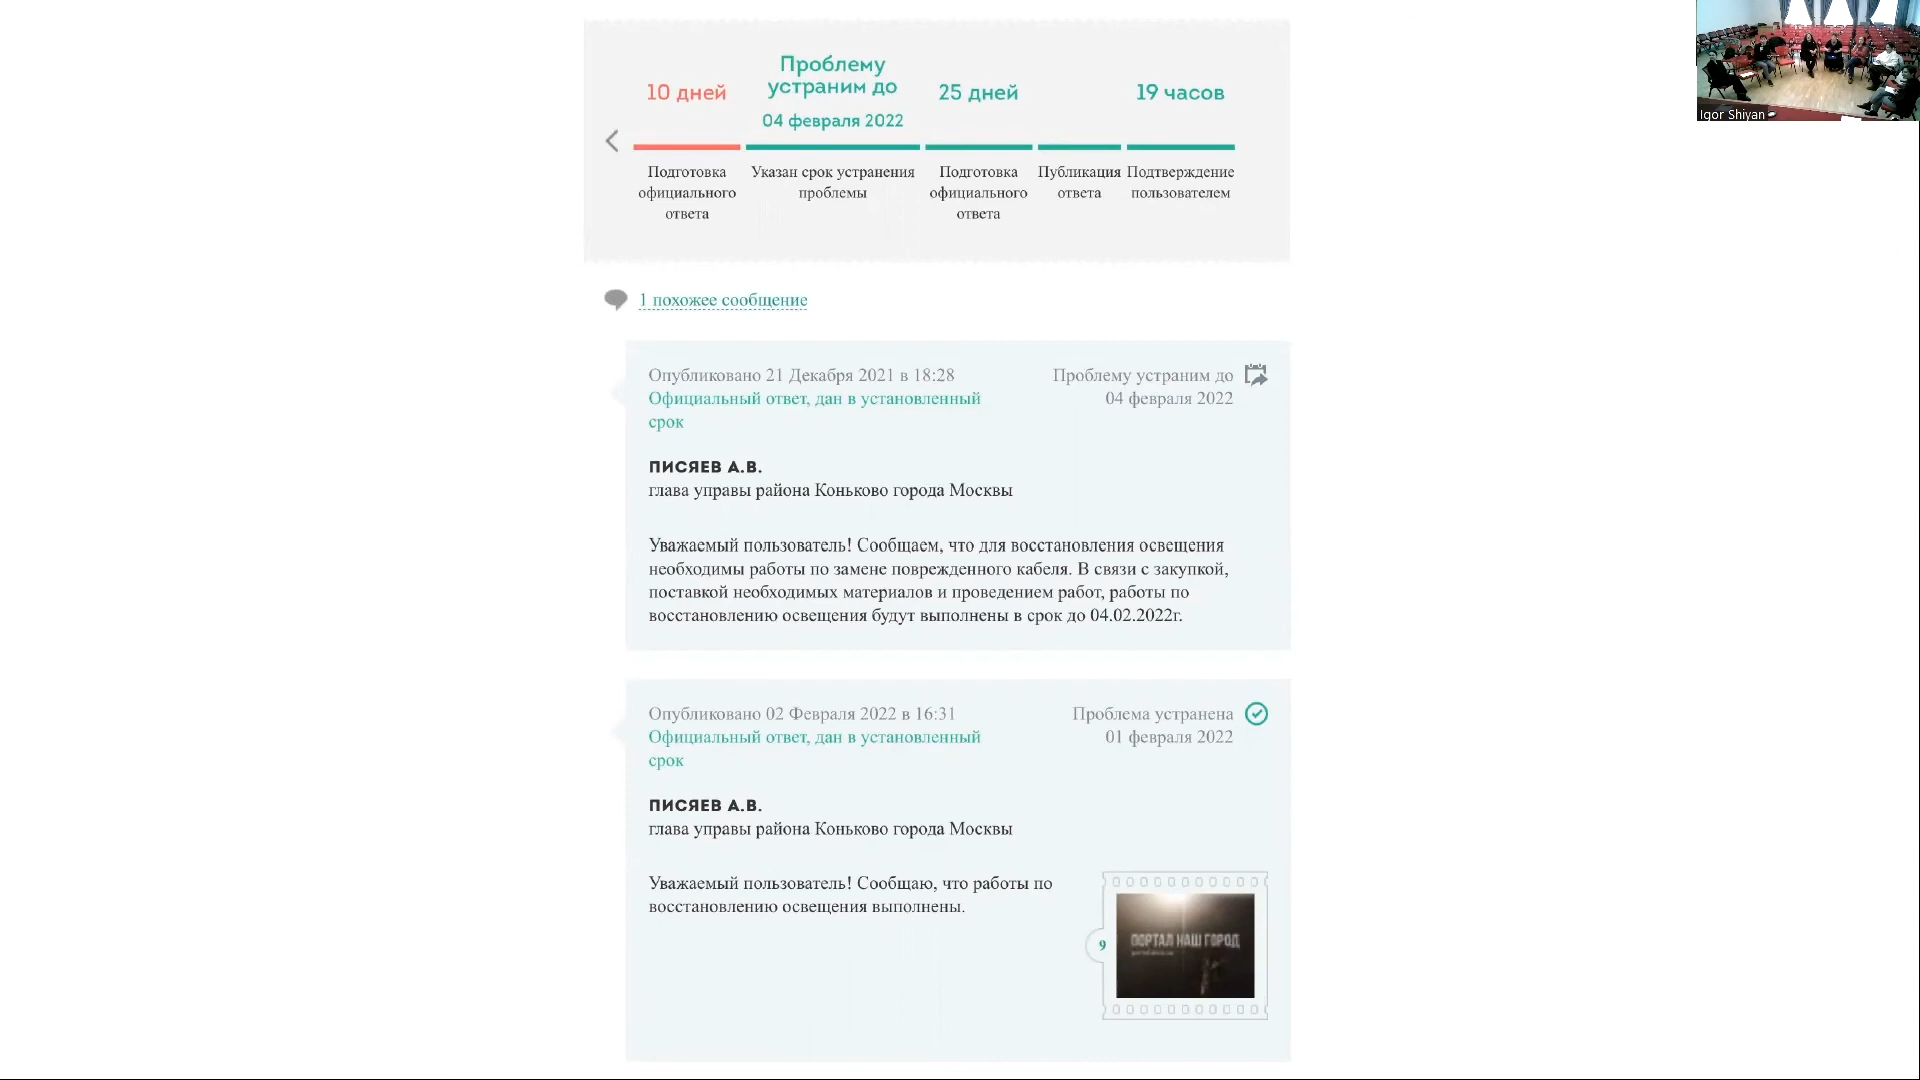 10 дней
Проблему
устраним до
04 февраля 2022
25 дней
19 часов
Подготовка
официального
ответа
Указан срок устранения
проблемы
Подготовка
официального
ответа
Публикация
ответа
Подтверждение
пользователем
1 похожее сообщение
Опубликовано 21 Декабря 2021 в 18:28
Официальный ответ, дан в установленный
срок
Проблему устраним до
04 февраля 2022
ПИСЯЕВ А.В.
глава управы района Коньково города Москвы
Уважаемый пользователь! Сообщаем, что для восстановления освещения
необходимы работы по замене поврежденного кабеля. В связи с закупкой,
поставкой необходимых материалов и проведением работ, работы по
восстановлению освещения будут выполнены в срок до 04.02.2022г.
Опубликовано 02 Февраля 2022 в 16:31
Официальный ответ, дан в установленный
срок
Проблема устранена
01 февраля 2022
ПИСЯЕВ А.В.
глава управы района Коньково города Москвы
Уважаемый пользователь! Сообщаю, что работы по
восстановлению освещения выполнены.
9
ПОРТАЛ НАШ ГОРОД
Igor Shiyan